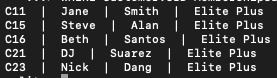 C11    |  Jane  |  Smith  |  Elite Plus
C15    |  Steve  |  Alan  |  Elite Plus
C16    |  Beth  |  Santos  |  Elite Plus
C21    |  DJ  |  Suarez  |  Elite Plus
C23    |  Nick  |  Dang  |  Elite Plus